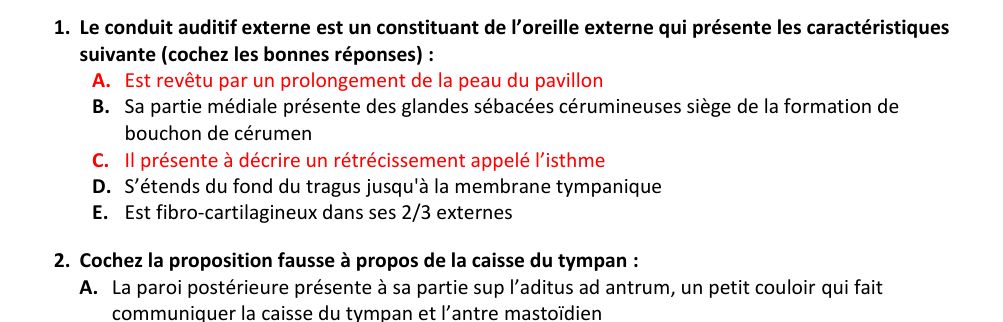 1. Le conduit auditif externe est un constituant de l’oreille externe qui présente les caractéristiques
suivante (cochez les bonnes réponses) :
A. Est revêtu par un prolongement de la peau du pavillon
B. Sa partie médiale présente des glandes sébacées cérumineuses siège de la formation de
bouchon de cérumen
C. Il présente à décrire un rétrécissement appelé l’isthme
D. S’étends du fond du tragus jusqu'à la membrane tympanique
E. Est fibro-cartilagineux dans ses 2/3 externes
2. Cochez la proposition fausse à propos de la caisse du tympan :
A. La paroi postérieure présente à sa partie sup l’aditus ad antrum, un petit couloir qui fait
communiquer la caisse du tympan et l’antre mastoïdien